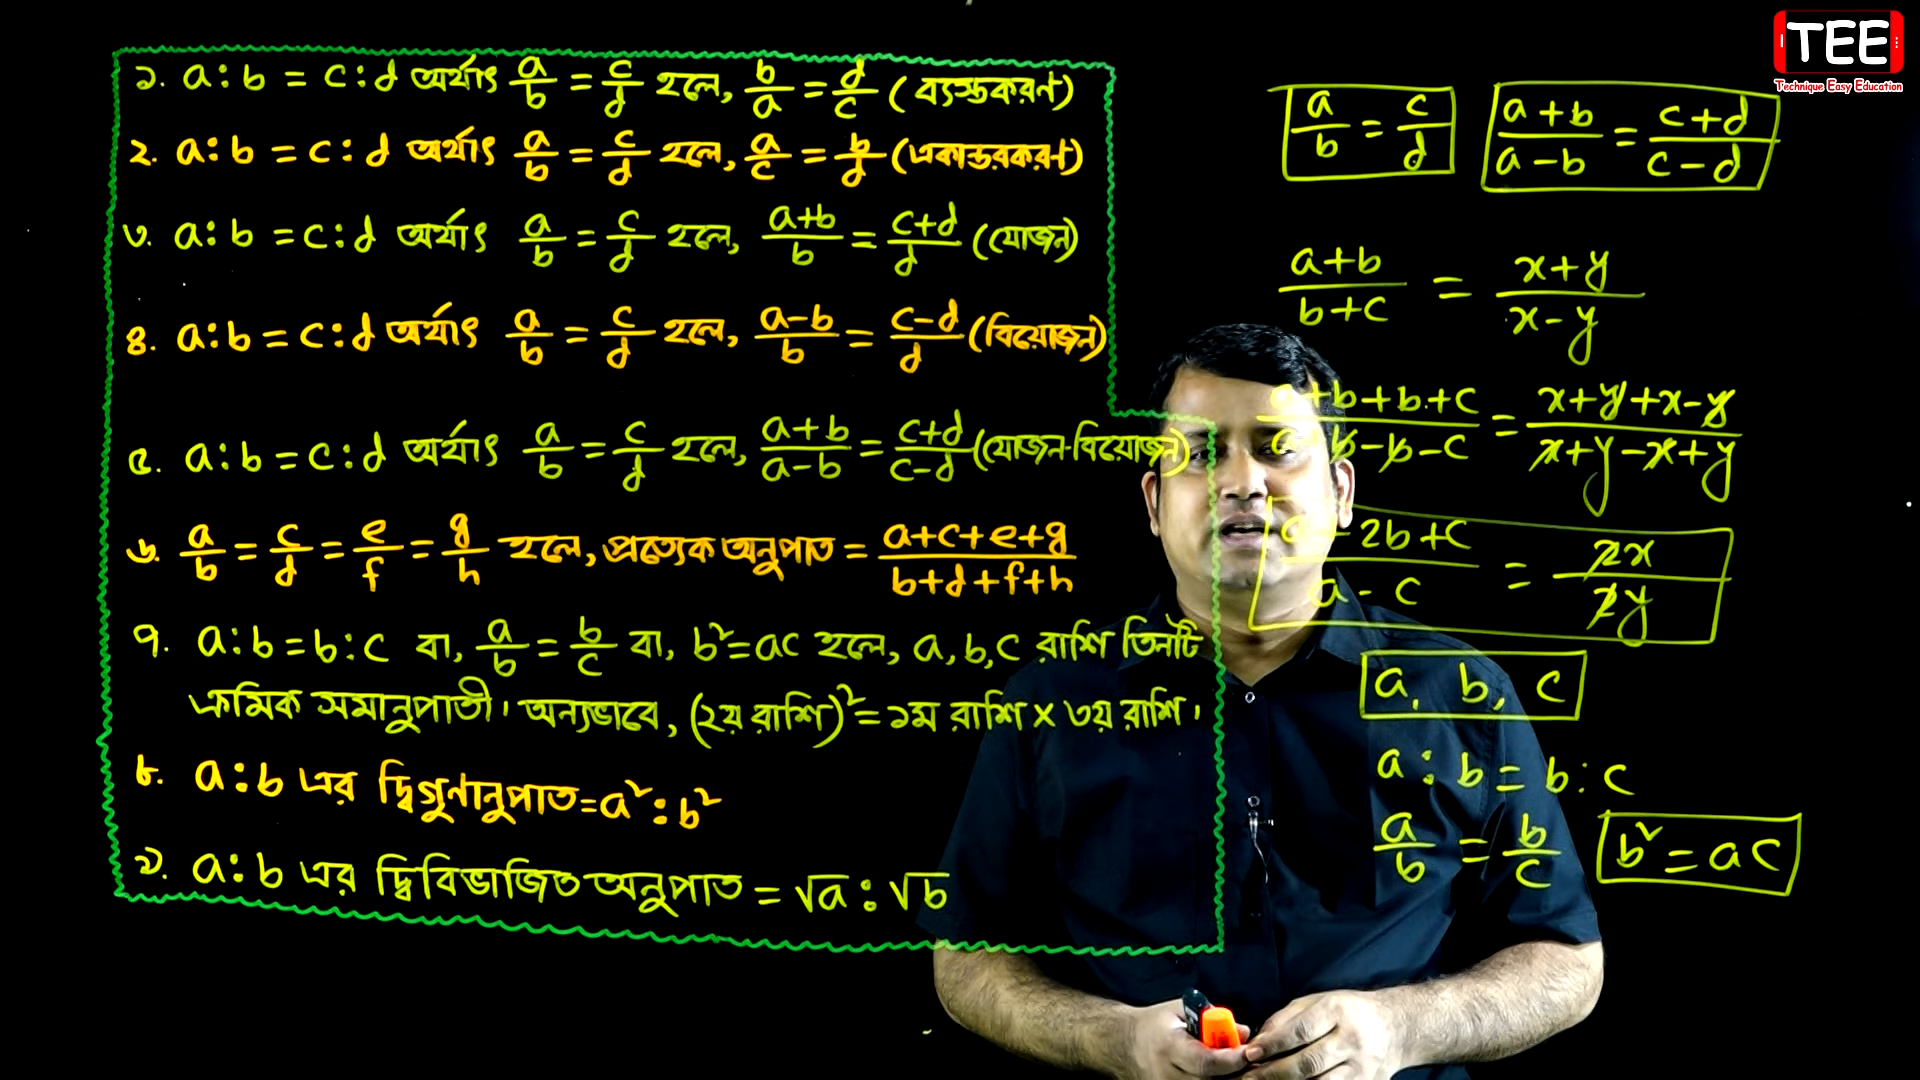 ১. a : b = c : d অর্থাৎ a/b = c/d হলে, b/a = d/c (ব্যস্তকরণ)
২. a : b = c : d অর্থাৎ a/b = c/d হলে, a/c = b/d (একান্তরকরণ)
৩. a : b = c : d অর্থাৎ a/b = c/d হলে, a+b/b = c+d/d (যোজন)
৪. a : b = c : d অর্থাৎ a/b = c/d হলে, a-b/b = c-d/d (বিয়োজন)
৫. a : b = c : d অর্থাৎ a/b = c/d হলে, a+b/a-b = c+d/c-d (যোজন-বিয়োজন)
৬. a/b = c/d = e/f = g/h হলে, প্রত্যেক অনুপাত = a+c+e+g/b+d+f+h
৭. a : b = b : c বা, a/b = b/c বা, b² = ac হলে, a, b, c রাশি তিনটি
ক্রমিক সমানুপাতী। অন্যভাবে, (২য় রাশি)² = ১ম রাশি × ৩য় রাশি।
৮. a : b এর দ্বিগুণানুপাত = a² : b²
৯. a : b এর দ্বিবিভাজিত অনুপাত = √a : √b
TEE
Technique Easy Education
a/b = c/d a+b/a-b = c+d/c-d
a+b/b+c = x+y/x-y
+b+b+c/b-b-c = x+y+x-y/x+y-x+y
2b+c/a-c = 2x/2y
a, b, c
a : b = b : c
a/b = b/c b² = ac